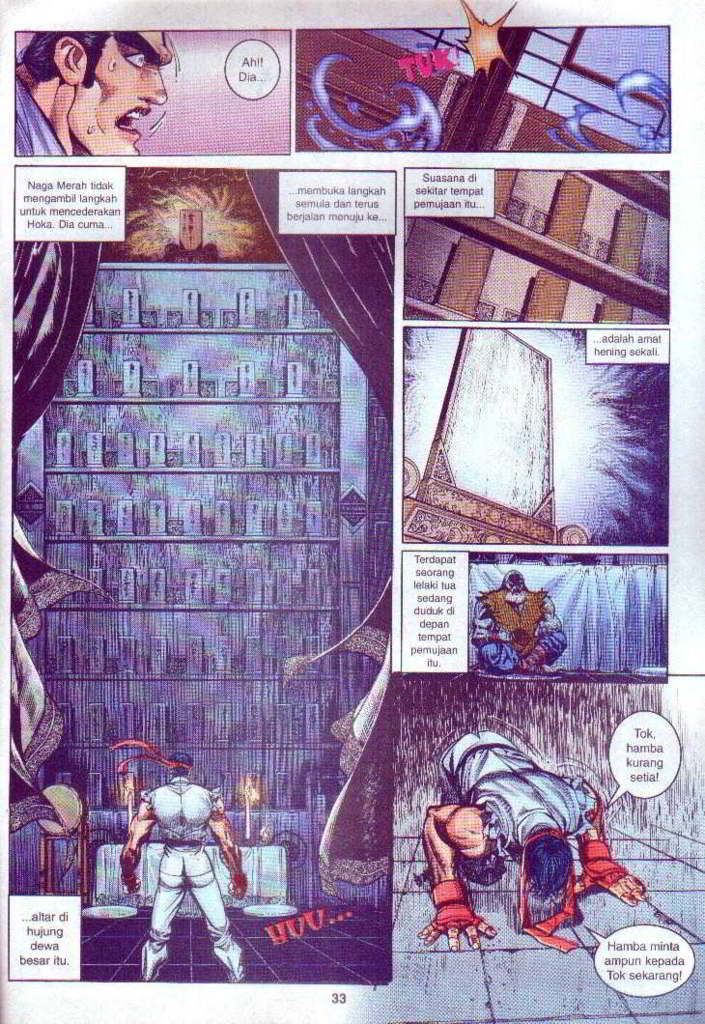 Ah!!
Dia...
TUK
Naga Merah tidak
mengambil langkah
untuk mencederakan
Hoka. Dia cuma...
...membuka langkah
semula dan terus
berjalan menuju ke...
Suasana di
sekitar tempat
pemujaan itu...
...adalah amat
hening sekali.
Terdapat
seorang
lelaki tua
sedang
duduk di
depan
tempat
pemujaan
itu.
...altar di
hujung
dewa
besar itu.
YUU...
Tok,
hamba
kurang
setia!
Hamba minta
ampun kepada
Tok sekarang!
33